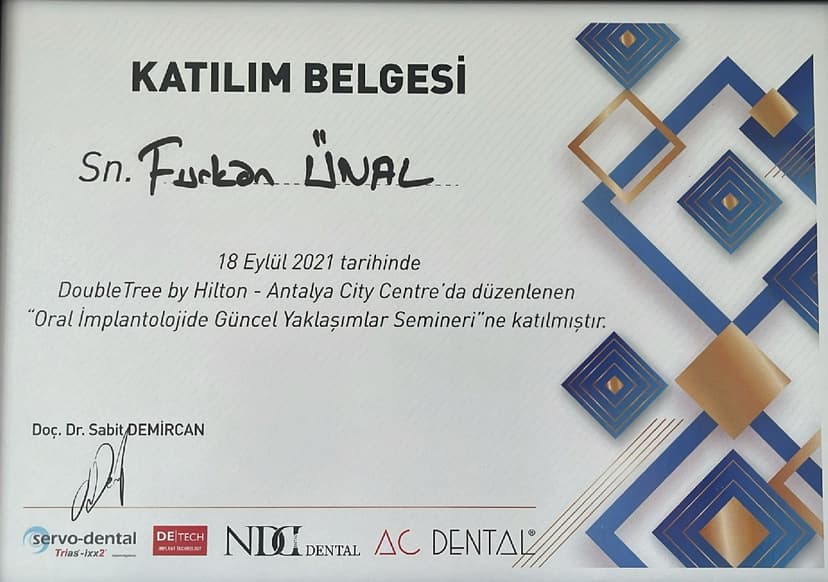 KATILIM BELGESİ
Sn. Furkan ÜNAL
18 Eylül 2021 tarihinde
DoubleTree by Hilton - Antalya City Centre'da düzenlenen
"Oral İmplantolojide Güncel Yaklaşımlar Semineri"ne katılmıştır.
Doç. Dr. Sabit DEMİRCAN
servo-dental
Trias-ixx2
DE TECH
IMPLANT TECHNOLOGY
NDD DENTAL
AC DENTAL®